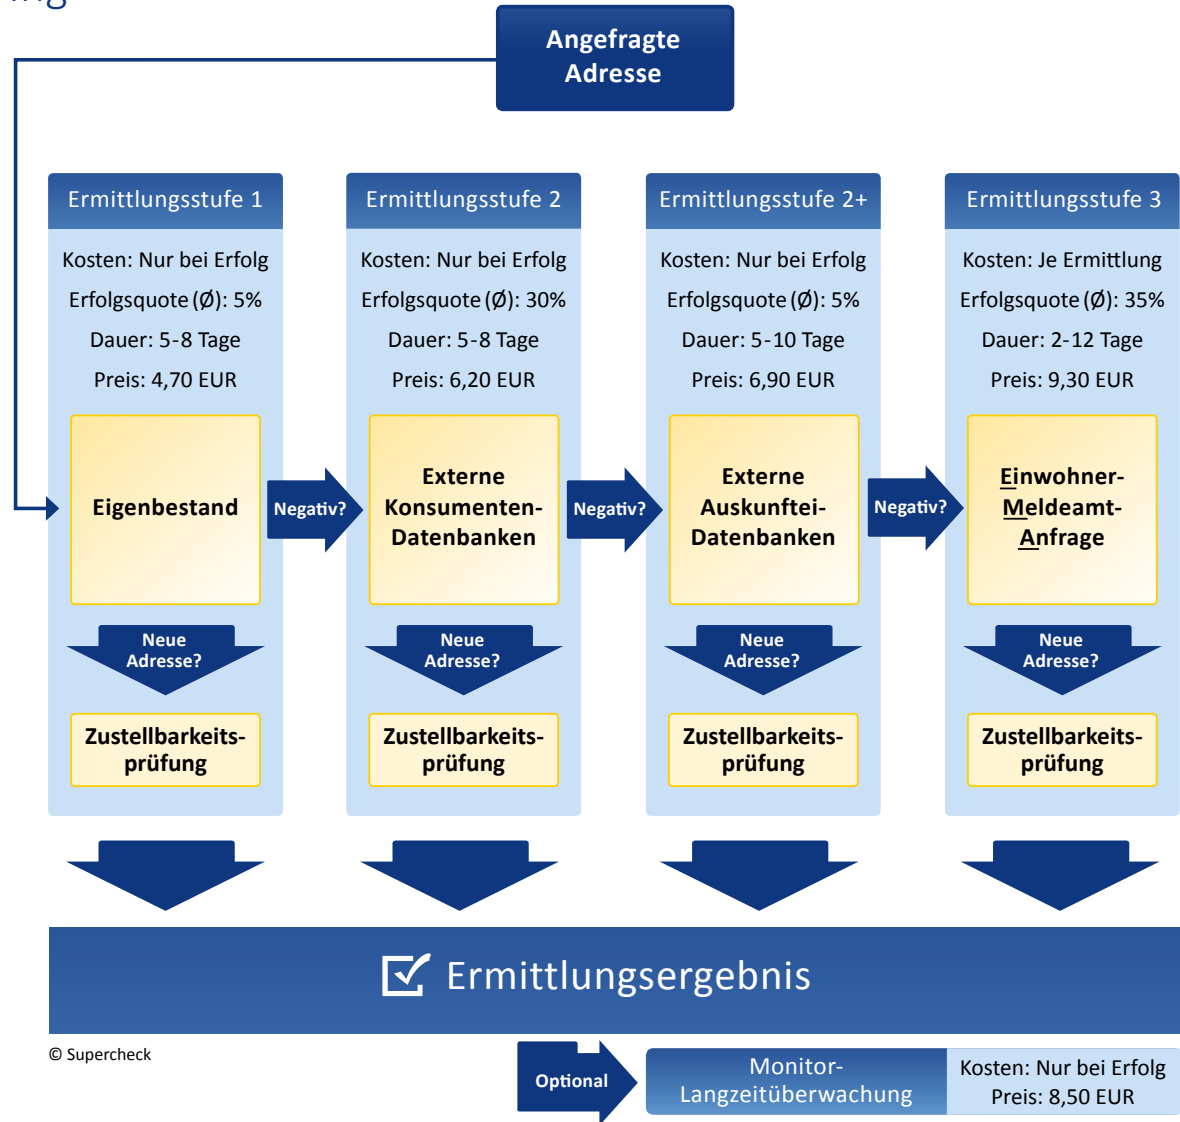 Angefragte
Adresse
Ermittlungsstufe 1
Kosten: Nur bei Erfolg
Erfolgsquote (Ø): 5%
Dauer: 5-8 Tage
Preis: 4,70 EUR
Eigenbestand
Negativ?
Neue
Adresse?
Zustellbarkeits-
prüfung
Ermittlungsstufe 2
Kosten: Nur bei Erfolg
Erfolgsquote (Ø): 30%
Dauer: 5-8 Tage
Preis: 6,20 EUR
Externe
Konsumenten-
Datenbanken
Negativ?
Neue
Adresse?
Zustellbarkeits-
prüfung
Ermittlungsstufe 2+
Kosten: Nur bei Erfolg
Erfolgsquote (Ø): 5%
Dauer: 5-10 Tage
Preis: 6,90 EUR
Externe
Auskunftei-
Datenbanken
Negativ?
Neue
Adresse?
Zustellbarkeits-
prüfung
Ermittlungsstufe 3
Kosten: Je Ermittlung
Erfolgsquote (Ø): 35%
Dauer: 2-12 Tage
Preis: 9,30 EUR
Einwohner-
Meldeamt-
Anfrage
Neue
Adresse?
Zustellbarkeits-
prüfung
Ermittlungsergebnis
© Supercheck
Optional
Monitor-
Langzeitüberwachung
Kosten: Nur bei Erfolg
Preis: 8,50 EUR